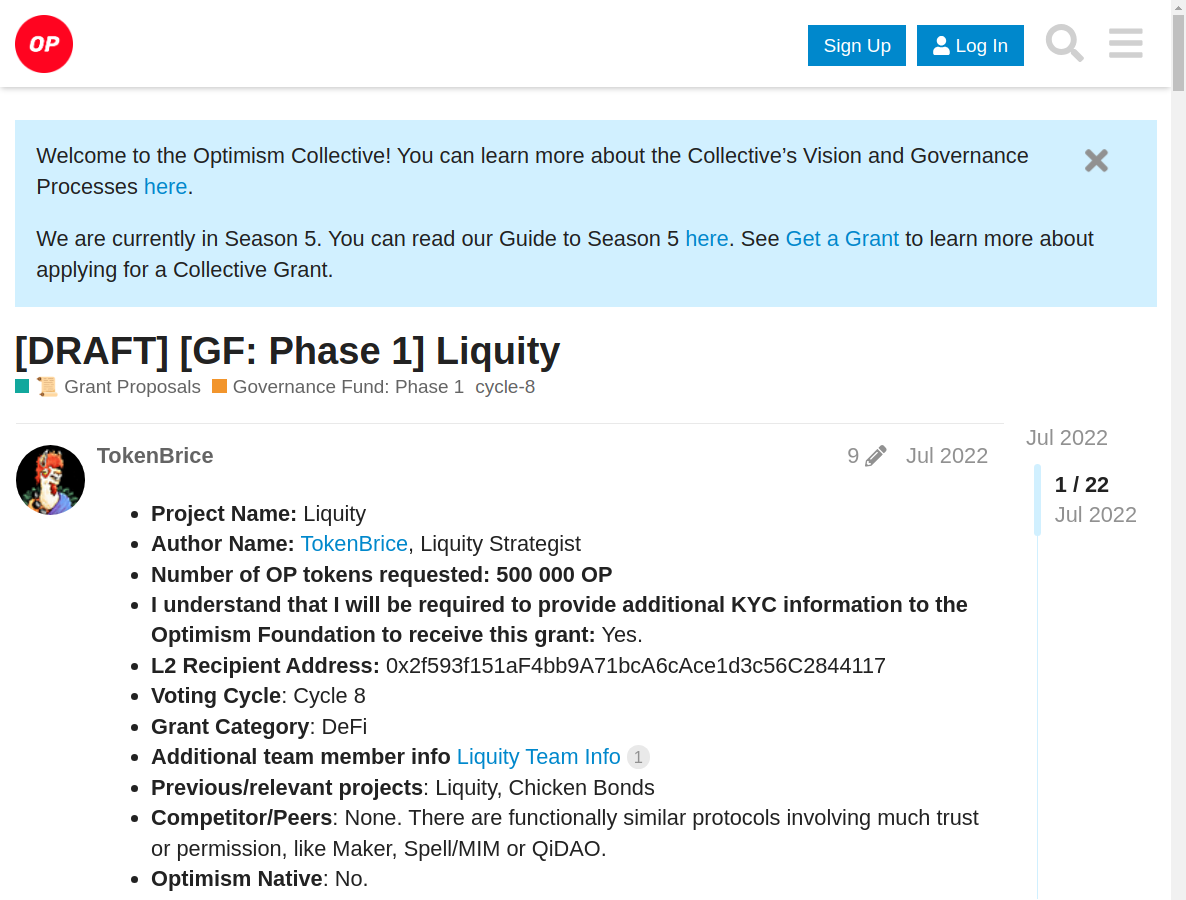 OP
Sign Up
Log In
Welcome to the Optimism Collective! You can learn more about the Collective’s Vision and Governance
Processes here.
We are currently in Season 5. You can read our Guide to Season 5 here. See Get a Grant to learn more about
applying for a Collective Grant.
[DRAFT] [GF: Phase 1] Liquity
📜 Grant Proposals Governance Fund: Phase 1 cycle-8
TokenBrice 9 Jul 2022
Jul 2022
1 / 22
Jul 2022
• Project Name: Liquity
• Author Name: TokenBrice, Liquity Strategist
• Number of OP tokens requested: 500 000 OP
• I understand that I will be required to provide additional KYC information to the
Optimism Foundation to receive this grant: Yes.
• L2 Recipient Address: 0x2f593f151aF4bb9A71bcA6cAce1d3c56C2844117
• Voting Cycle: Cycle 8
• Grant Category: DeFi
• Additional team member info Liquity Team Info 1
• Previous/relevant projects: Liquity, Chicken Bonds
• Competitor/Peers: None. There are functionally similar protocols involving much trust
or permission, like Maker, Spell/MIM or QiDAO.
• Optimism Native: No.